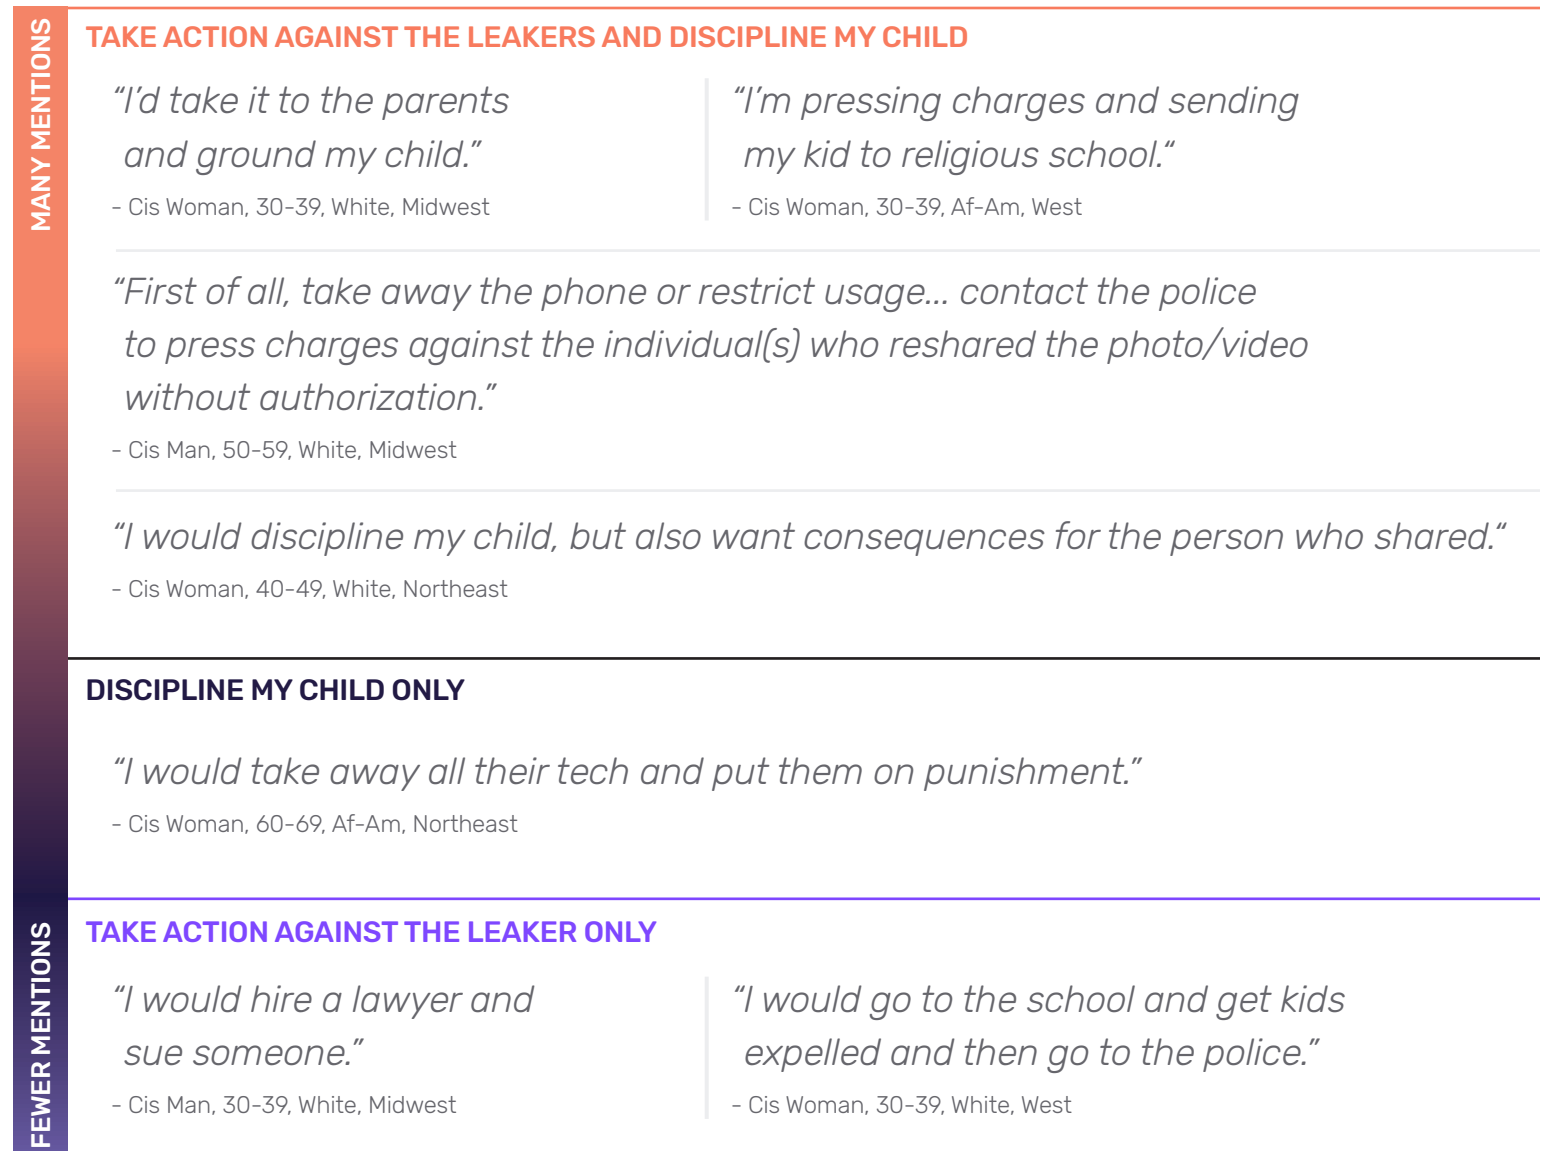 MANY MENTIONS
TAKE ACTION AGAINST THE LEAKERS AND DISCIPLINE MY CHILD
“I’d take it to the parents
and ground my child.”
- Cis Woman, 30-39, White, Midwest
“I’m pressing charges and sending
my kid to religious school.“
- Cis Woman, 30-39, Af-Am, West
“First of all, take away the phone or restrict usage... contact the police
to press charges against the individual(s) who reshared the photo/video
without authorization.”
- Cis Man, 50-59, White, Midwest
“I would discipline my child, but also want consequences for the person who shared.“
- Cis Woman, 40-49, White, Northeast
DISCIPLINE MY CHILD ONLY
“I would take away all their tech and put them on punishment.”
- Cis Woman, 60-69, Af-Am, Northeast
FEWER MENTIONS
TAKE ACTION AGAINST THE LEAKER ONLY
“I would hire a lawyer and
sue someone.”
- Cis Man, 30-39, White, Midwest
“I would go to the school and get kids
expelled and then go to the police.”
- Cis Woman, 30-39, White, West